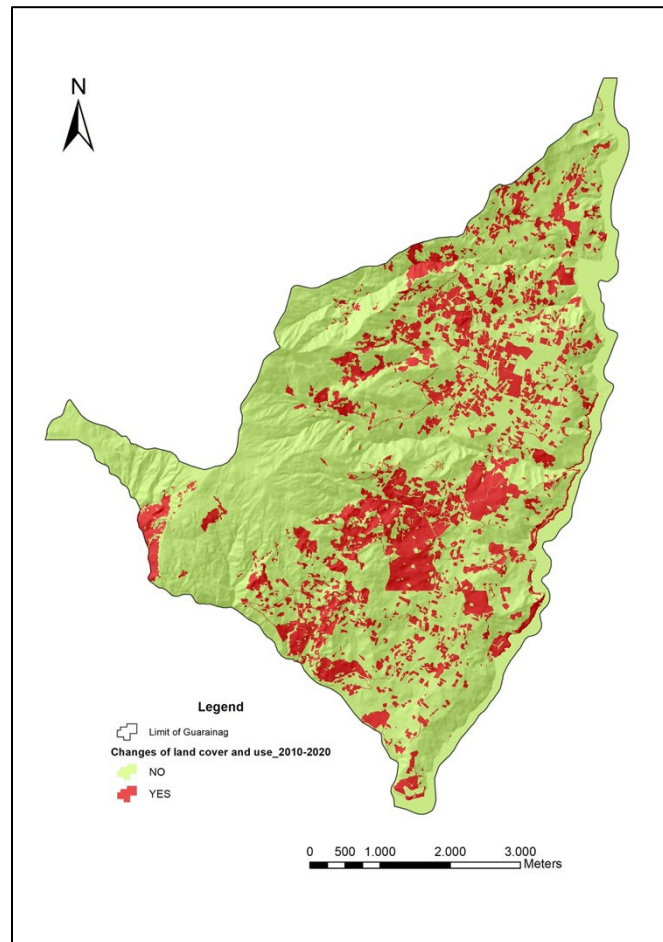 N
Legend
Limit of Guarainag
Changes of land cover and use_2010-2020
NO
YES
0 500 1.000 2.000 3.000
Meters